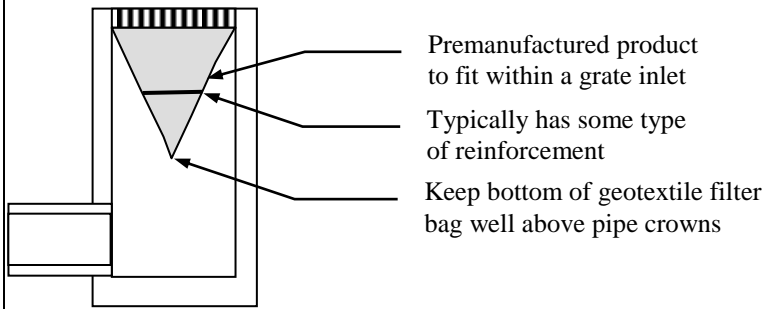 Premanufactured product
to fit within a grate inlet
Typically has some type
of reinforcement
Keep bottom of geotextile filter
bag well above pipe crowns